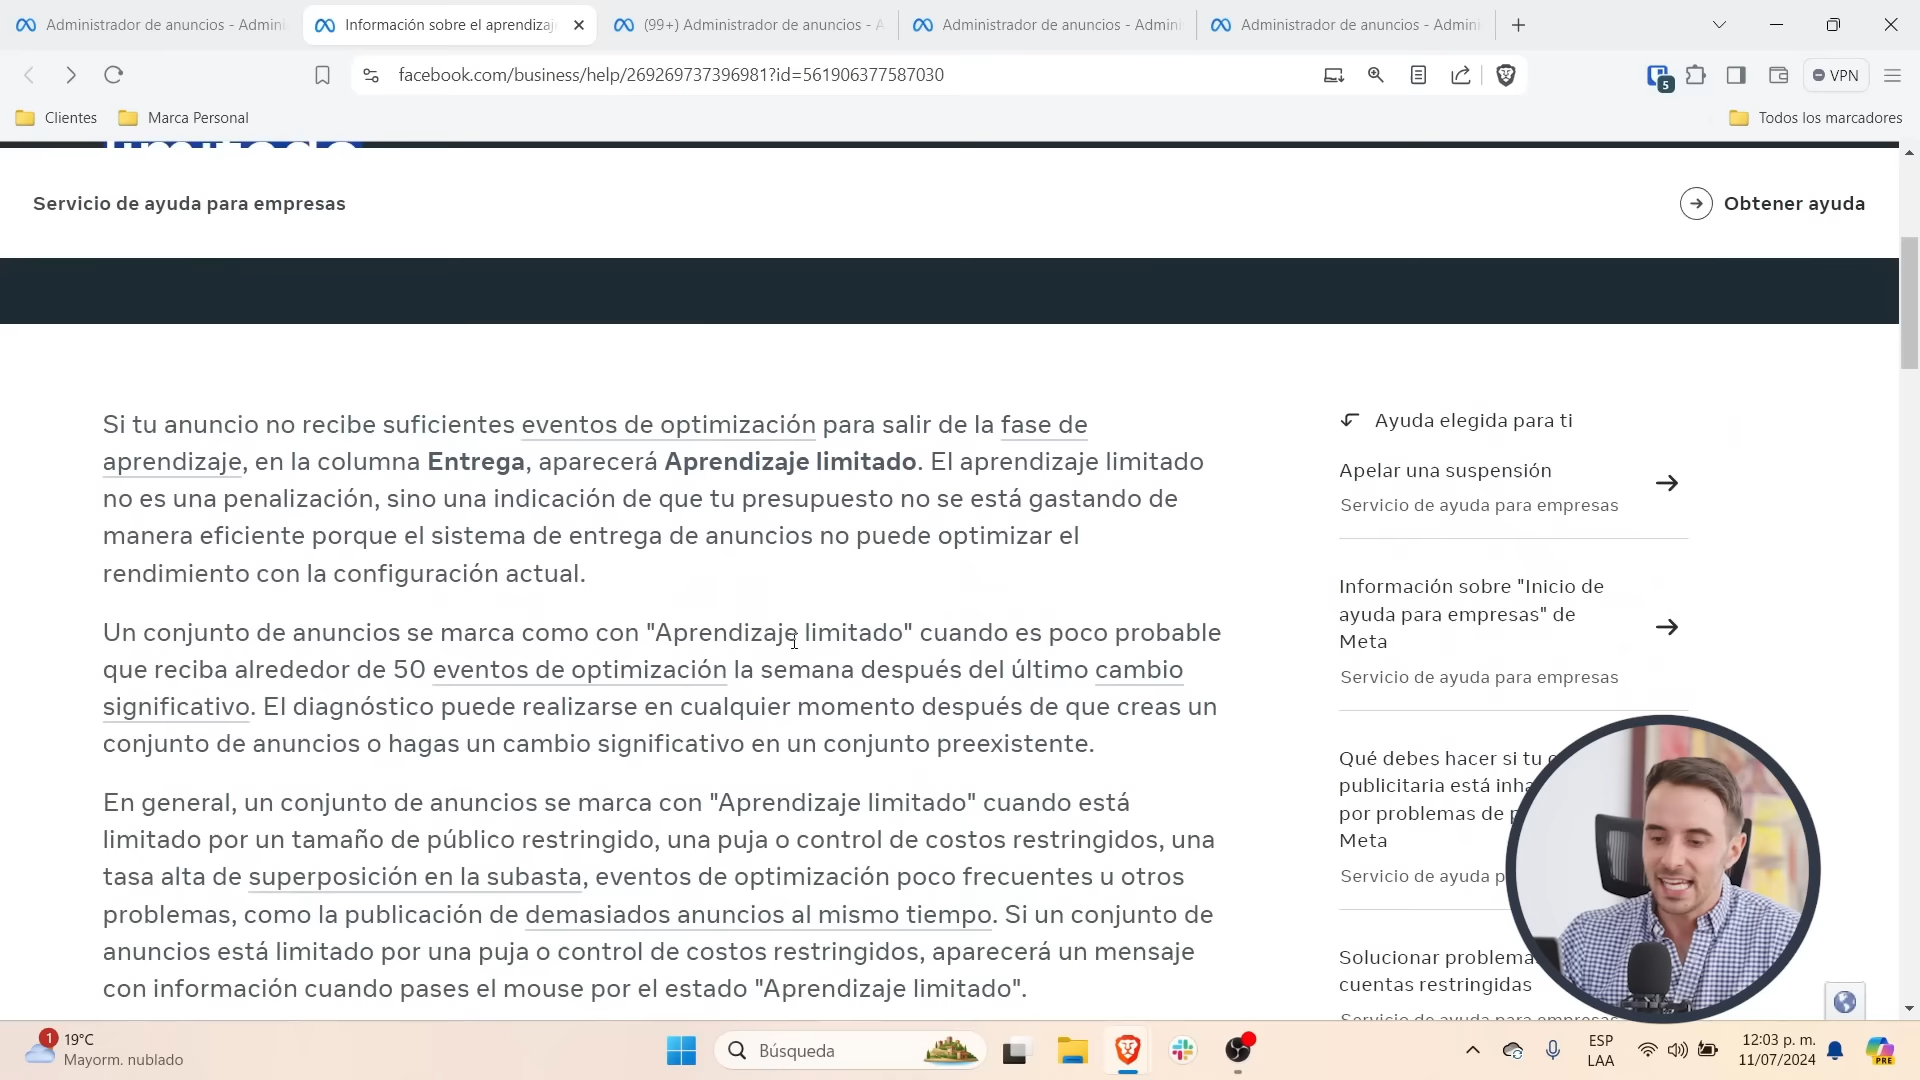 Administrador de anuncios - Admini
Información sobre el aprendizaj
(99+) Administrador de anuncios - A
Administrador de anuncios - Admini
Administrador de anuncios - Admini
facebook.com/business/help/269269737396981?id=561906377587030
5
VPN
Clientes
Marca Personal
Todos los marcadores
limitado
Servicio de ayuda para empresas
Obtener ayuda
Si tu anuncio no recibe suficientes eventos de optimización para salir de la fase de
aprendizaje, en la columna Entrega, aparecerá Aprendizaje limitado. El aprendizaje limitado
no es una penalización, sino una indicación de que tu presupuesto no se está gastando de
manera eficiente porque el sistema de entrega de anuncios no puede optimizar el
rendimiento con la configuración actual.
Un conjunto de anuncios se marca como con "Aprendizaje limitado" cuando es poco probable
que reciba alrededor de 50 eventos de optimización la semana después del último cambio
significativo. El diagnóstico puede realizarse en cualquier momento después de que creas un
conjunto de anuncios o hagas un cambio significativo en un conjunto preexistente.
En general, un conjunto de anuncios se marca con "Aprendizaje limitado" cuando está
limitado por un tamaño de público restringido, una puja o control de costos restringidos, una
tasa alta de superposición en la subasta, eventos de optimización poco frecuentes u otros
problemas, como la publicación de demasiados anuncios al mismo tiempo. Si un conjunto de
anuncios está limitado por una puja o control de costos restringidos, aparecerá un mensaje
con información cuando pases el mouse por el estado "Aprendizaje limitado".
Ayuda elegida para ti
Apelar una suspensión
Servicio de ayuda para empresas
Información sobre "Inicio de
ayuda para empresas" de
Meta
Servicio de ayuda para empresas
Qué debes hacer si tu c
publicitaria está inha
por problemas de p
Meta
Servicio de ayuda p
Solucionar problema
cuentas restringidas
Servicio de ayuda para empresas
1
19°C
Mayorm. nublado
Búsqueda
ESP
LAA
12:03 p. m.
11/07/2024
PRE